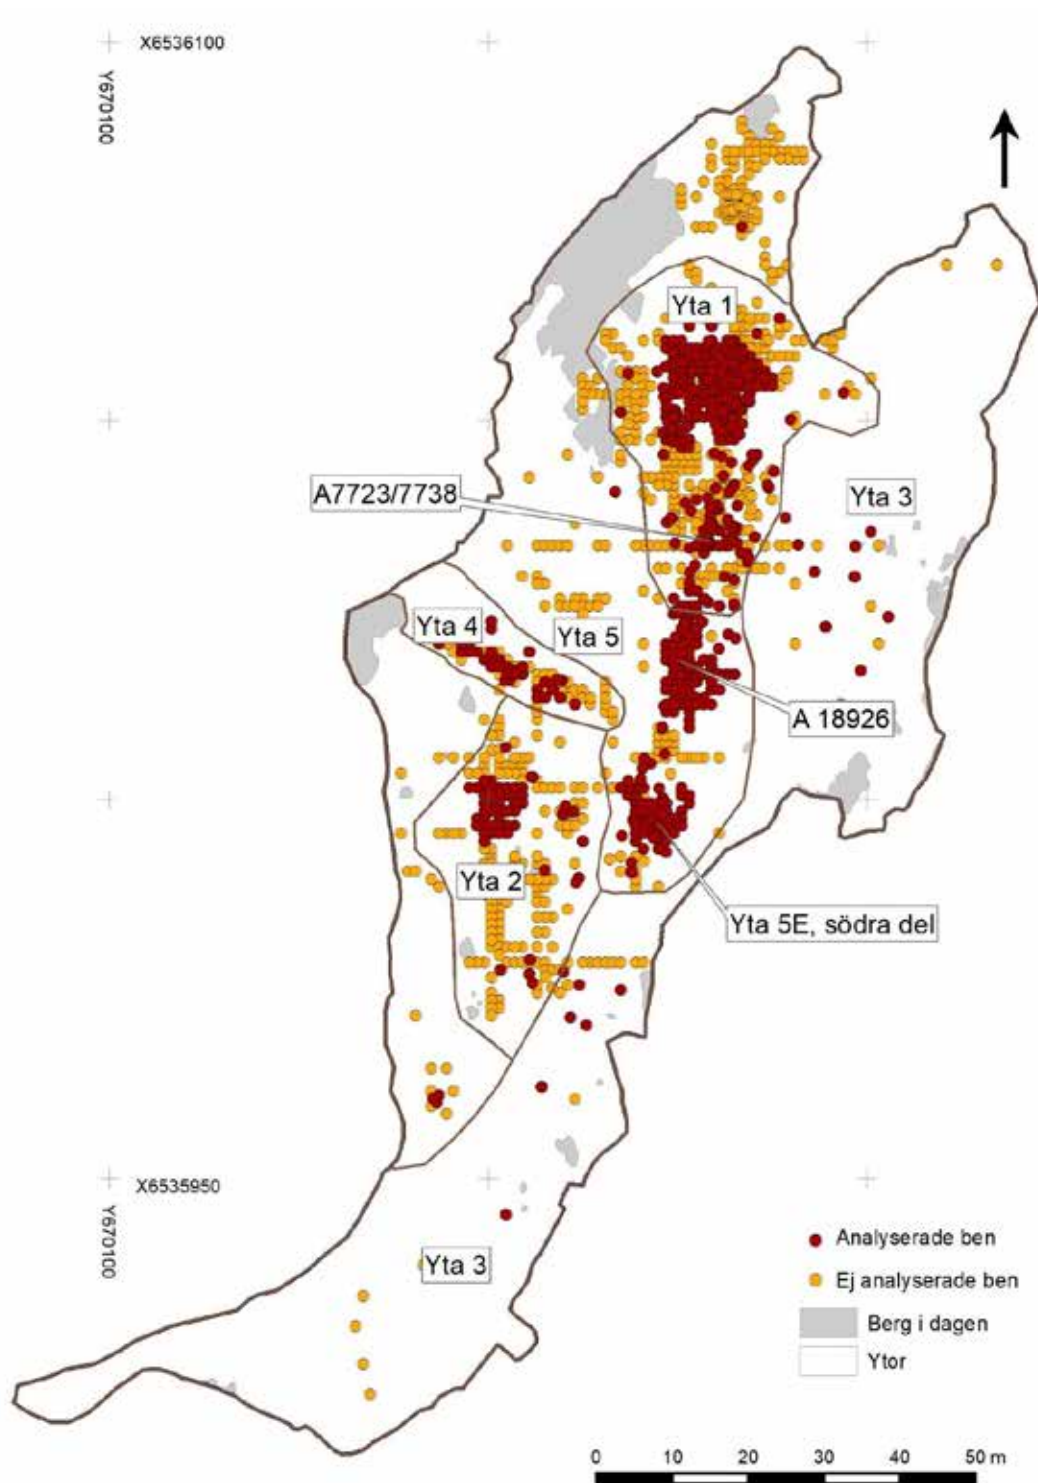 X6536100
Y670100
Yta 1
A7723/7738
Yta 3
Yta 4
Yta 5
A 18926
Yta 2
Yta 5E, södra del
X6535950
Y670100
Yta 3
Analyserade ben
Ej analyserade ben
Berg i dagen
Ytor
0 10 20 30 40 50 m